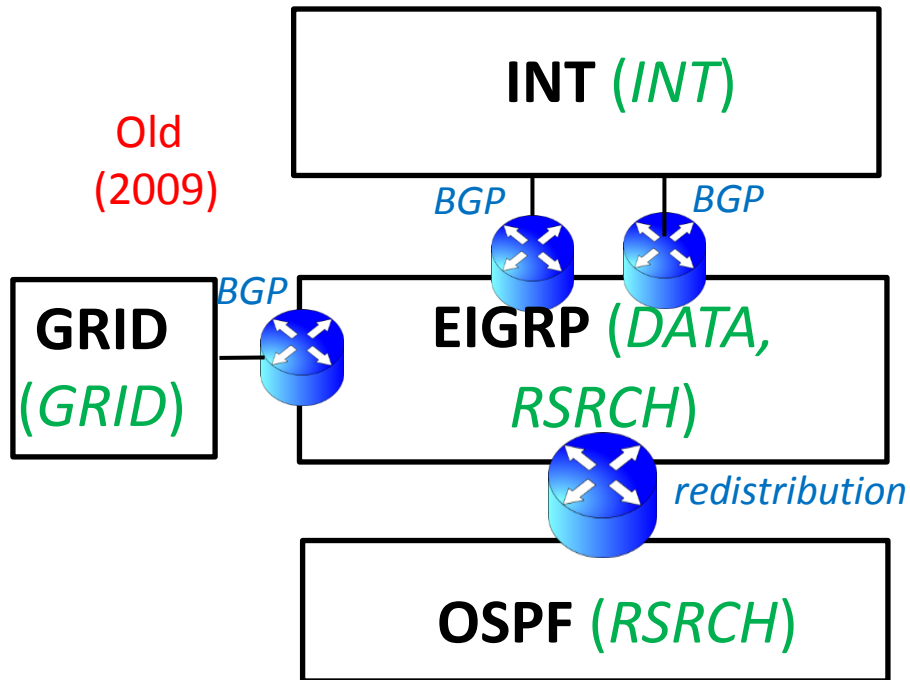 INT (INT)
Old
(2009)
BGP
BGP
BGP
GRID
(GRID)
EIGRP (DATA,
RSRCH)
redistribution
OSPF (RSRCH)